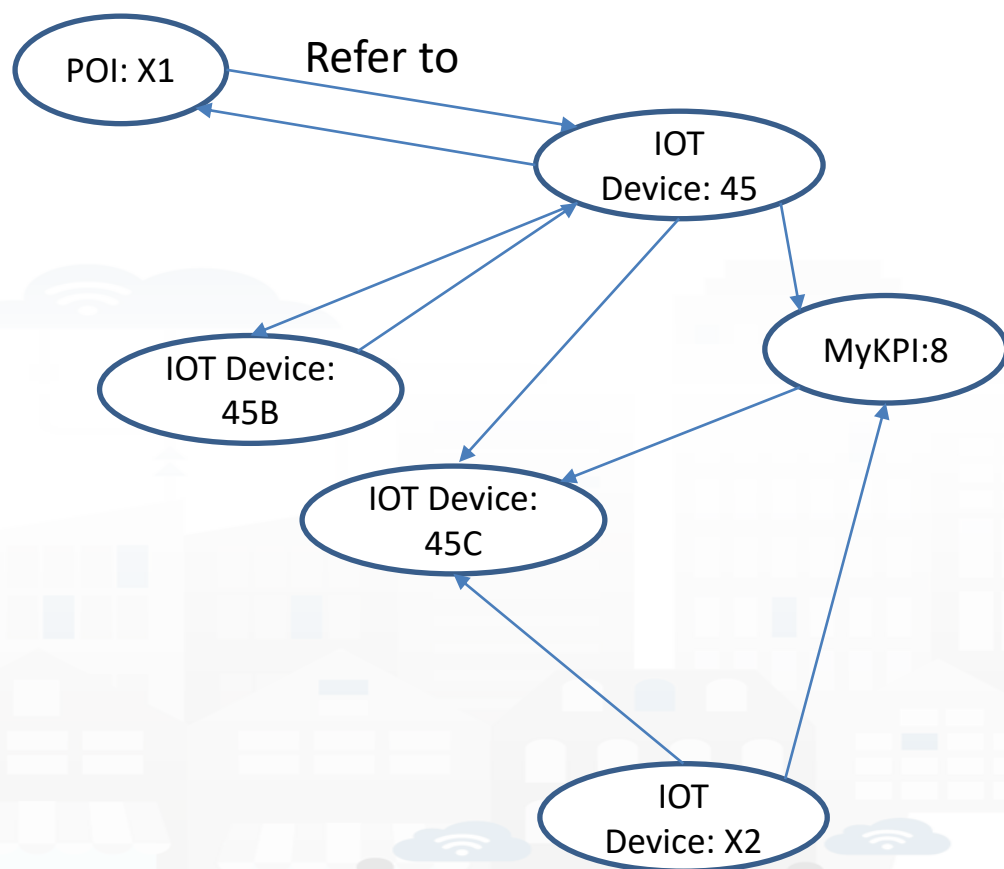 POI: X1
Refer to
IOT
Device: 45
IOT Device:
45B
MyKPI:8
IOT Device:
45C
IOT
Device: X2